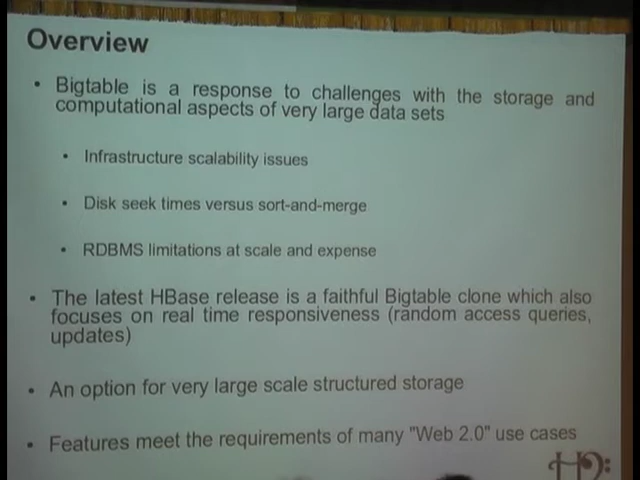 Overview
• Bigtable is a response to challenges with the storage and
computational aspects of very large data sets
• Infrastructure scalability issues
• Disk seek times versus sort-and-merge
• RDBMS limitations at scale and expense
• The latest HBase release is a faithful Bigtable clone which also
focuses on real time responsiveness (random access queries,
updates)
• An option for very large scale structured storage
• Features meet the requirements of many "Web 2.0" use cases